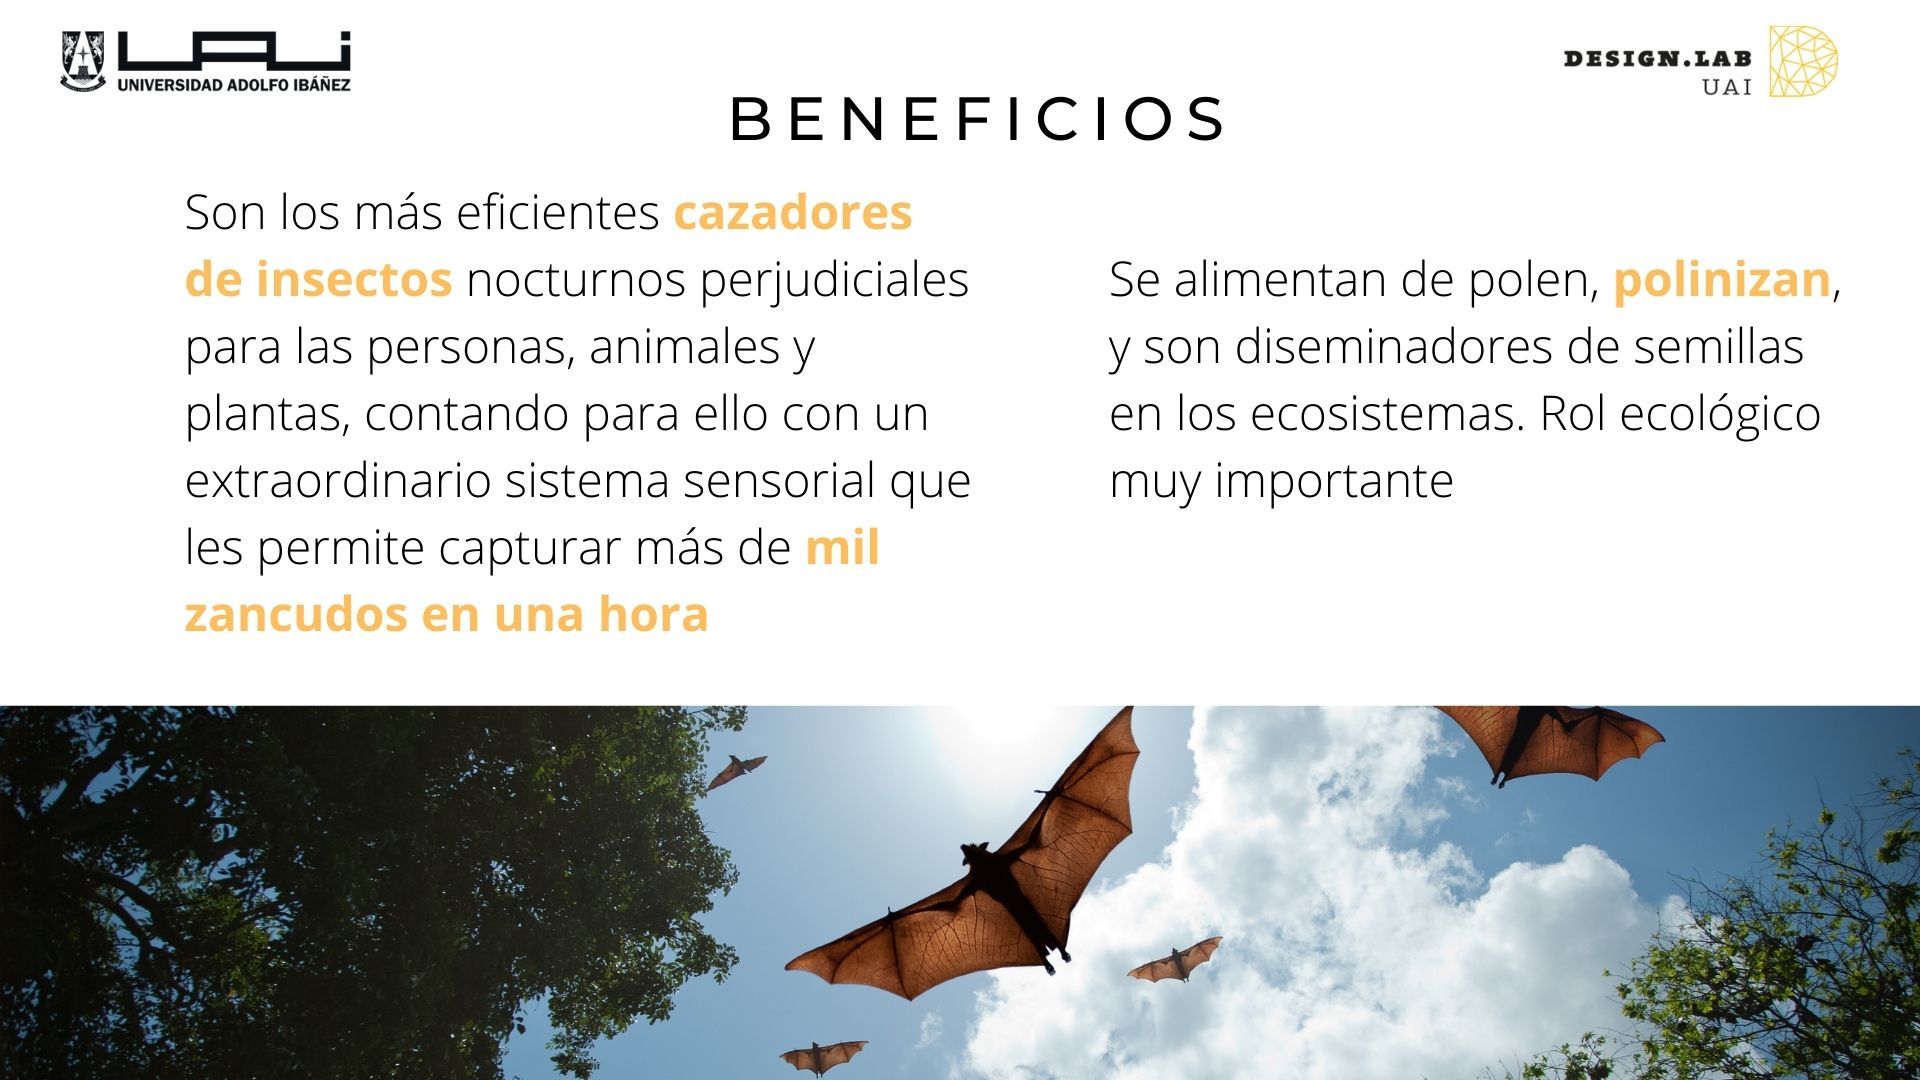 UAI
UNIVERSIDAD ADOLFO IBÁÑEZ
DESIGN.LAB
UAI
BENEFICIOS
Son los más eficientes cazadores
de insectos nocturnos perjudiciales
para las personas, animales y
plantas, contando para ello con un
extraordinario sistema sensorial que
les permite capturar más de mil
zancudos en una hora
Se alimentan de polen, polinizan,
y son diseminadores de semillas
en los ecosistemas. Rol ecológico
muy importante